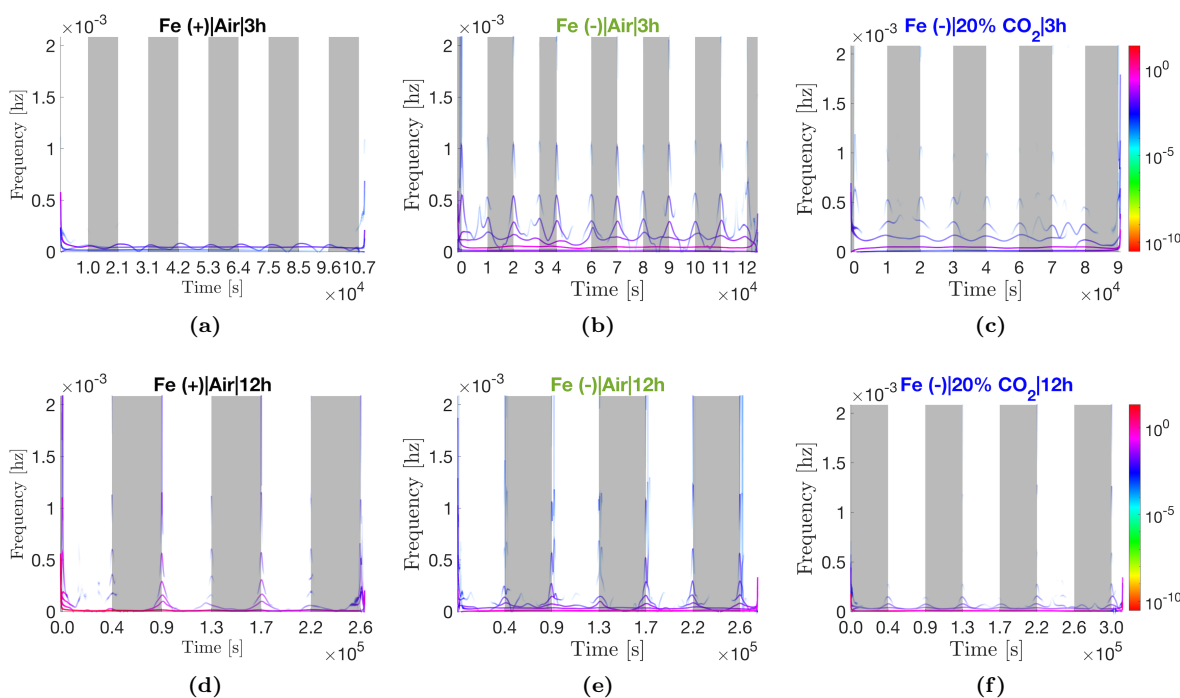 Fe (+)|Air|3h
×10⁻³
2
1.5
1
0.5
0
Frequency [hz]
1.0 2.1 3.1 4.2 5.3 6.4 7.5 8.5 9.6 10.7
Time [s]
×10⁴
(a)
Fe (-)|Air|3h
×10⁻³
2
1.5
1
0.5
0
Frequency [hz]
0 1 2 3 4 6 7 8 9 10 11 12
Time [s]
×10⁴
(b)
Fe (-)|20% CO₂|3h
×10⁻³
2
1.5
1
0.5
0
Frequency [hz]
0 1 2 3 4 5 6 7 8 9
Time [s]
×10⁴
10⁰
10⁻⁵
10⁻¹⁰
(c)
Fe (+)|Air|12h
×10⁻³
2
1.5
1
0.5
0
Frequency [hz]
0.0 0.4 0.9 1.3 1.7 2.2 2.6
Time [s]
×10⁵
(d)
Fe (-)|Air|12h
×10⁻³
2
1.5
1
0.5
0
Frequency [hz]
0.4 0.9 1.3 1.7 2.2 2.6
Time [s]
×10⁵
(e)
Fe (-)|20% CO₂|12h
×10⁻³
2
1.5
1
0.5
0
Frequency [hz]
0.0 0.4 0.9 1.3 1.7 2.2 2.6 3.0
Time [s]
×10⁵
10⁰
10⁻⁵
10⁻¹⁰
(f)